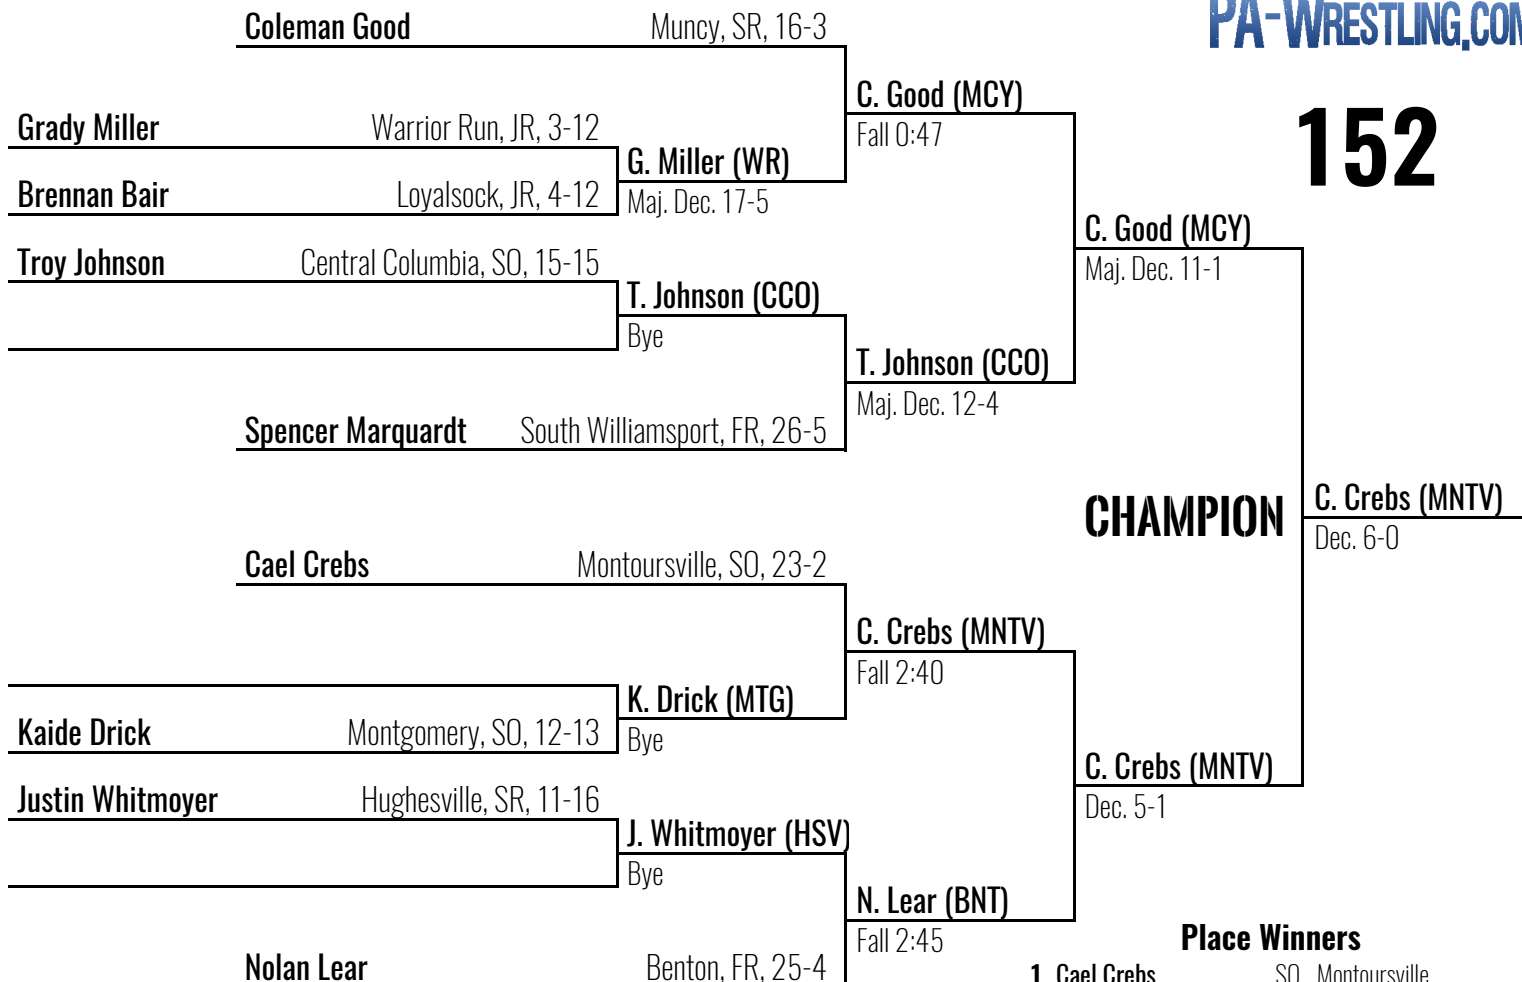 PA-WRESTLING.COM
152
Coleman Good Muncy, SR, 16-3
C. Good (MCY)
Fall 0:47
Grady Miller Warrior Run, JR, 3-12
G. Miller (WR)
Maj. Dec. 17-5
Brennan Bair Loyalsock, JR, 4-12
C. Good (MCY)
Maj. Dec. 11-1
Troy Johnson Central Columbia, SO, 15-15
T. Johnson (CCO)
Bye
T. Johnson (CCO)
Maj. Dec. 12-4
Spencer Marquardt South Williamsport, FR, 26-5
CHAMPION
C. Crebs (MNTV)
Dec. 6-0
Cael Crebs Montoursville, SO, 23-2
C. Crebs (MNTV)
Fall 2:40
K. Drick (MTG)
Bye
Kaide Drick Montgomery, SO, 12-13
C. Crebs (MNTV)
Dec. 5-1
Justin Whitmoyer Hughesville, SR, 11-16
J. Whitmoyer (HSV)
Bye
N. Lear (BNT)
Fall 2:45
Nolan Lear Benton, FR, 25-4
Place Winners
1 Cael Crebs SO Montoursville